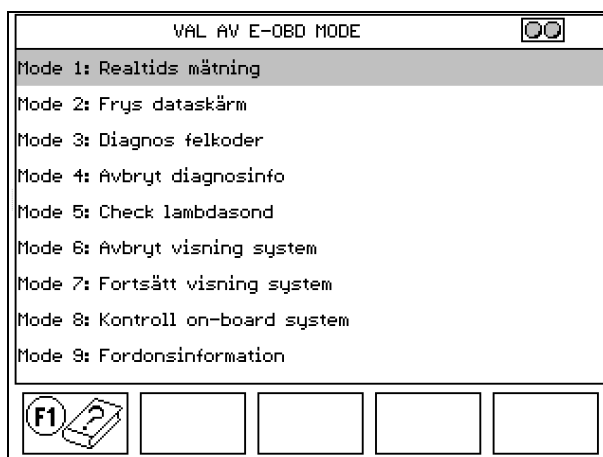 VAL AV E-OBD MODE
Mode 1: Realtids mätning
Mode 2: Frys dataskärm
Mode 3: Diagnos felkoder
Mode 4: Avbryt diagnosinfo
Mode 5: Check lambdasond
Mode 6: Avbryt visning system
Mode 7: Fortsätt visning system
Mode 8: Kontroll on-board system
Mode 9: Fordonsinformation
F1 ?